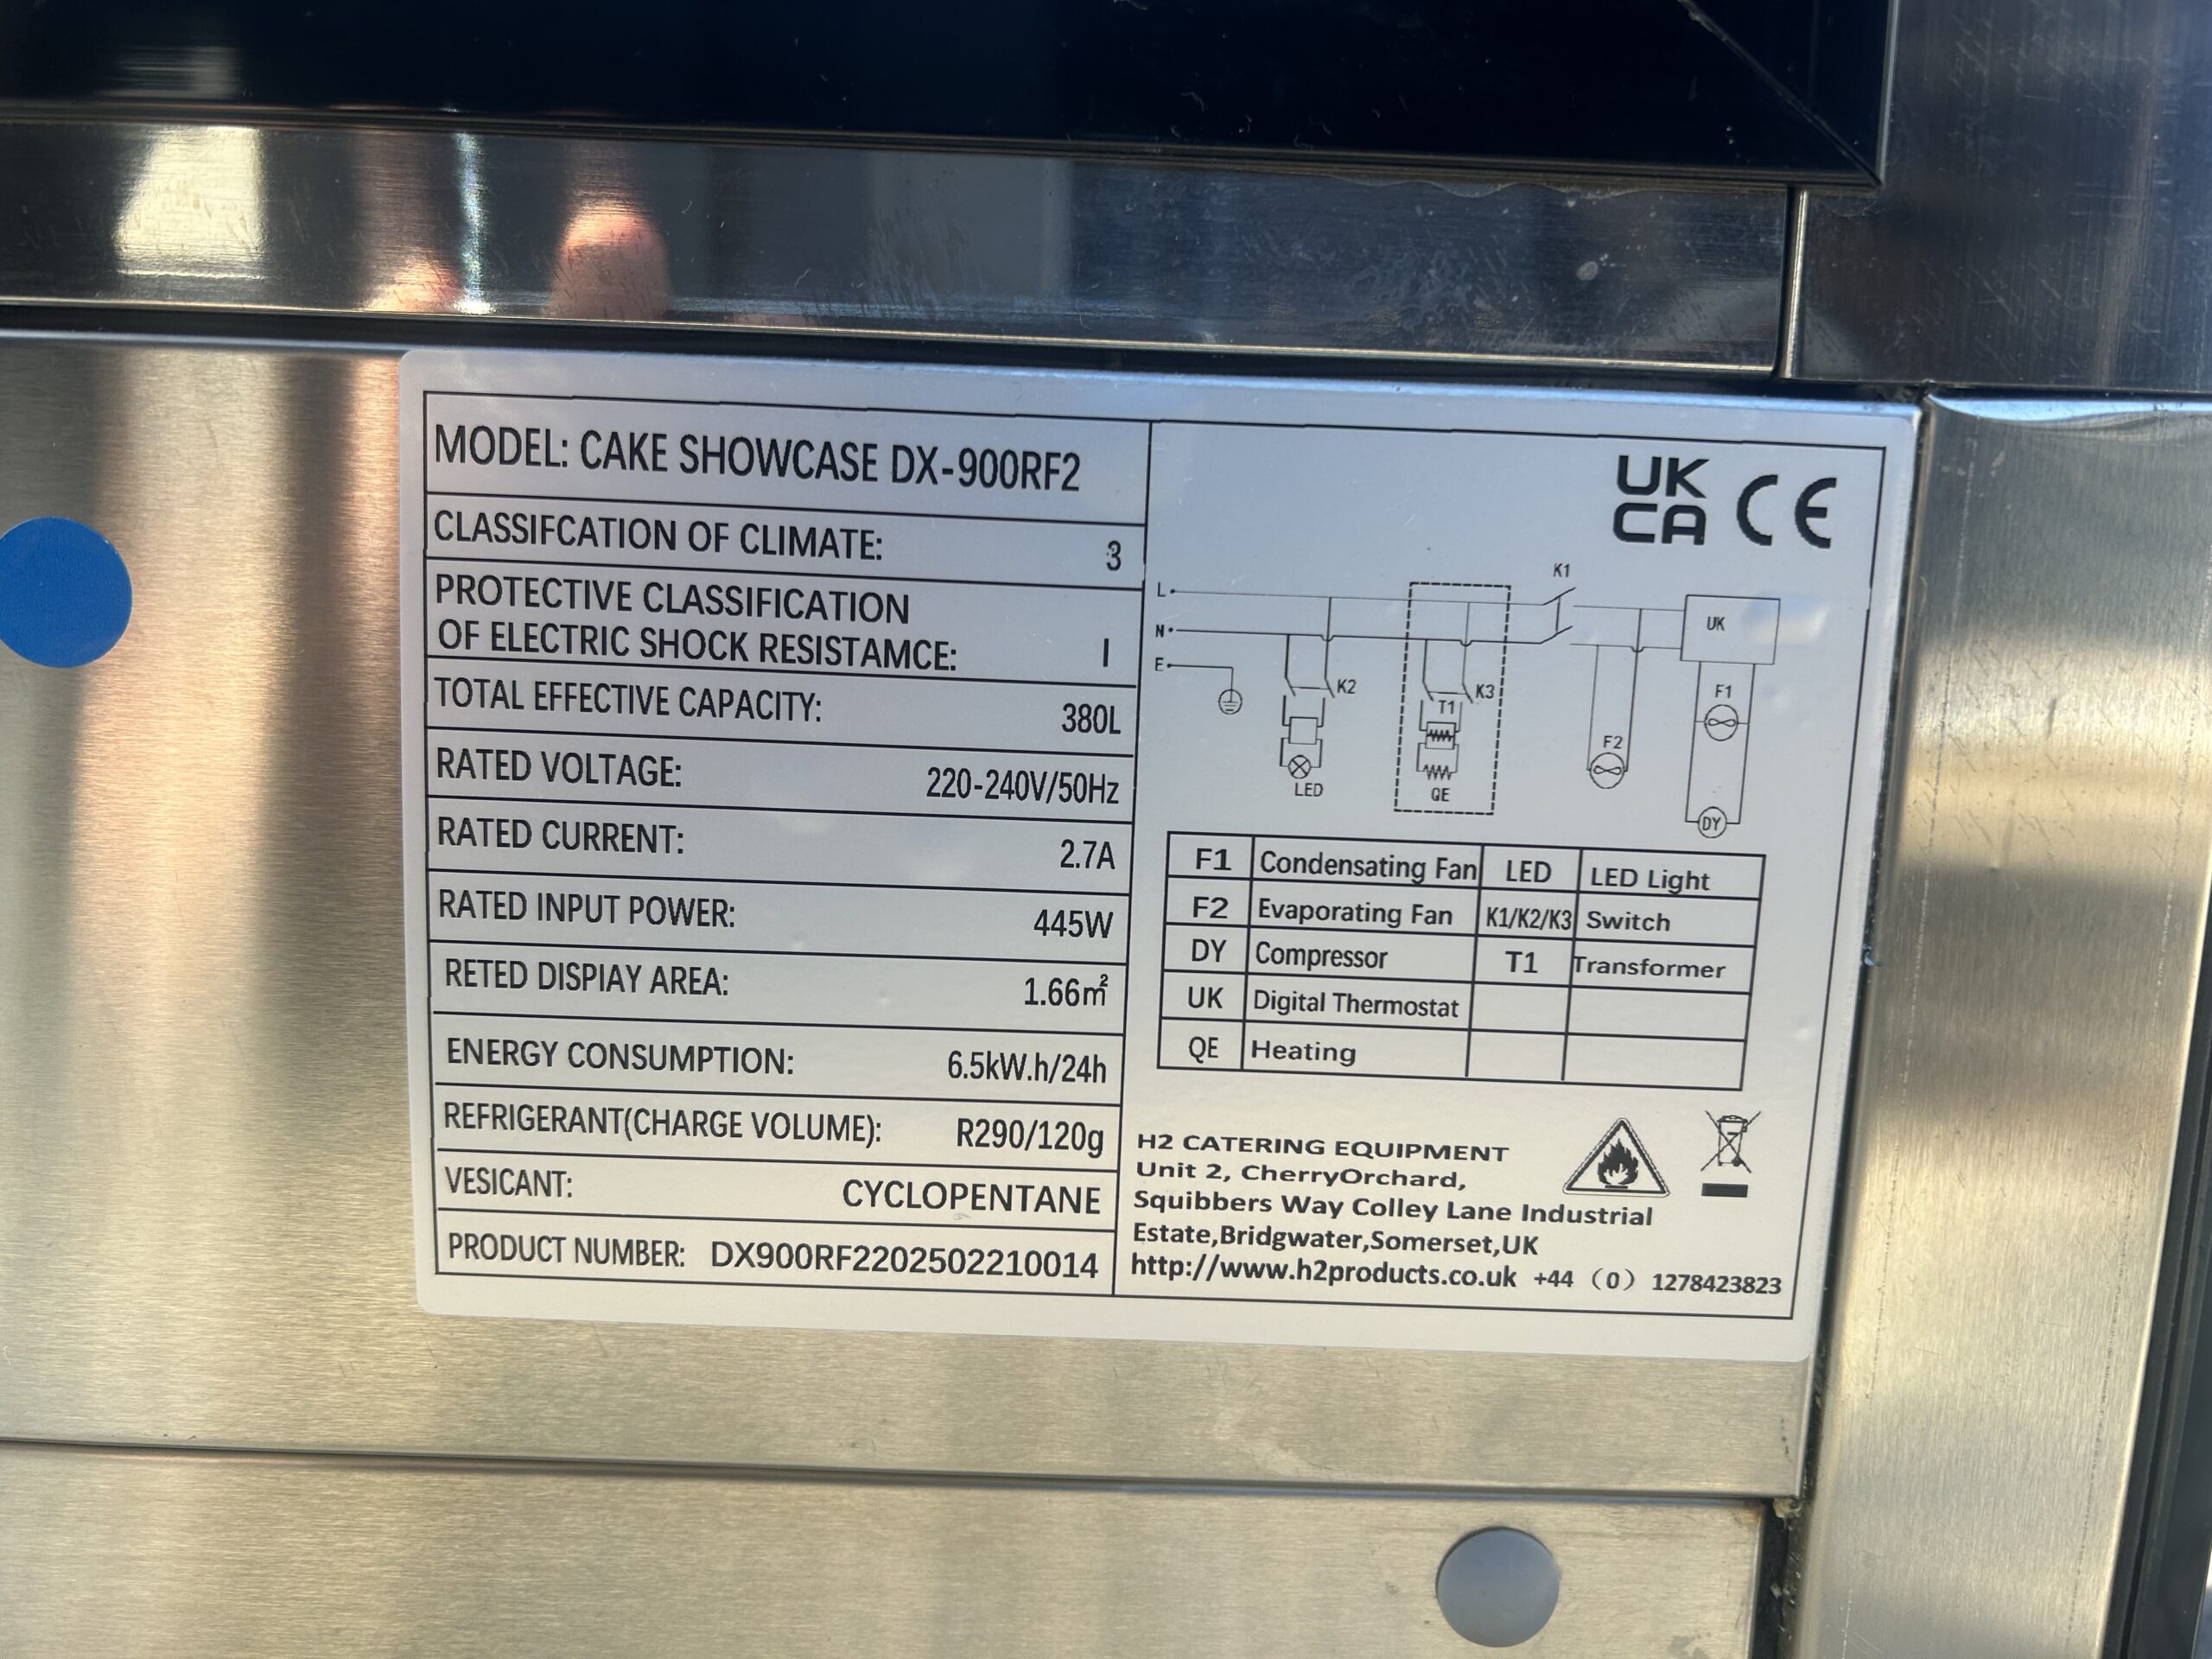 MODEL: CAKE SHOWCASE DX-900RF2
CLASSIFCATION OF CLIMATE: 3
PROTECTIVE CLASSIFICATION
OF ELECTRIC SHOCK RESISTAMCE: I
TOTAL EFFECTIVE CAPACITY: 380L
RATED VOLTAGE: 220-240V/50Hz
RATED CURRENT: 2.7A
RATED INPUT POWER: 445W
RETED DISPLAY AREA: 1.66m²
ENERGY CONSUMPTION: 6.5kW.h/24h
REFRIGERANT(CHARGE VOLUME): R290/120g
VESICANT: CYCLOPENTANE
PRODUCT NUMBER: DX900RF2202502210014
UK
CA CE
K1
L
N
E
UK
K2
K3
T1
F1
F2
LED
QE
DY
F1 Condensating Fan LED LED Light
F2 Evaporating Fan K1/K2/K3 Switch
DY Compressor T1 Transformer
UK Digital Thermostat
QE Heating
H2 CATERING EQUIPMENT
Unit 2, CherryOrchard,
Squibbers Way Colley Lane Industrial
Estate,Bridgwater,Somerset,UK
http://www.h2products.co.uk +44（0）1278423823